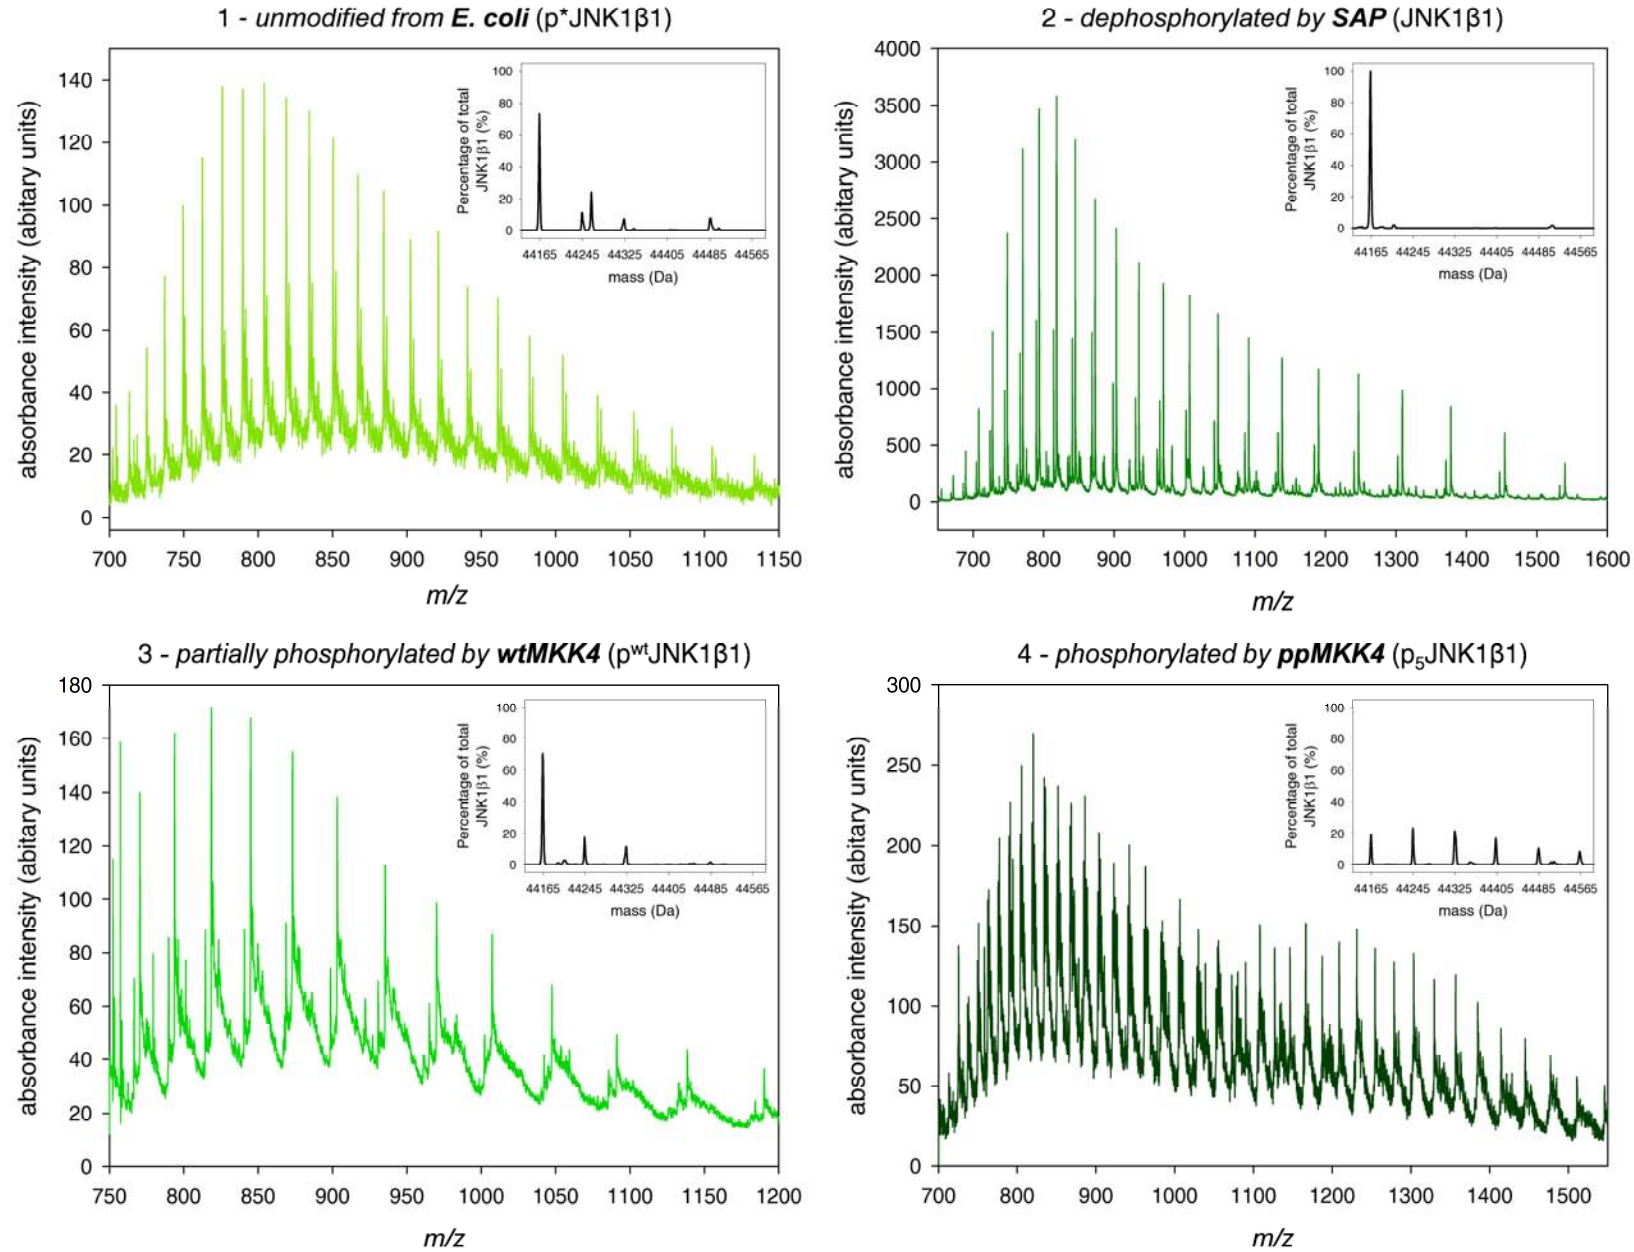 1 - unmodified from E. coli (p*JNK1β1)
absorbance intensity (abitary units)
140
120
100
80
60
40
20
0
700 750 800 850 900 950 1000 1050 1100 1150
m/z
Percentage of total
JNK1β1 (%)
100
80
60
40
20
0
44165 44245 44325 44405 44485 44565
mass (Da)
2 - dephosphorylated by SAP (JNK1β1)
absorbance intensity (abitary units)
4000
3500
3000
2500
2000
1500
1000
500
0
700 800 900 1000 1100 1200 1300 1400 1500 1600
m/z
Percentage of total
JNK1β1 (%)
100
80
60
40
20
0
44165 44245 44325 44405 44485 44565
mass (Da)
3 - partially phosphorylated by wtMKK4 (pwtJNK1β1)
absorbance intensity (abitary units)
180
160
140
120
100
80
60
40
20
0
750 800 850 900 950 1000 1050 1100 1150 1200
m/z
Percentage of total
JNK1β1 (%)
100
80
60
40
20
0
44165 44245 44325 44405 44485 44565
mass (Da)
4 - phosphorylated by ppMKK4 (p5JNK1β1)
absorbance intensity (abitary units)
300
250
200
150
100
50
0
700 800 900 1000 1100 1200 1300 1400 1500
m/z
Percentage of total
JNK1β1 (%)
100
80
60
40
20
0
44165 44245 44325 44405 44485 44565
mass (Da)